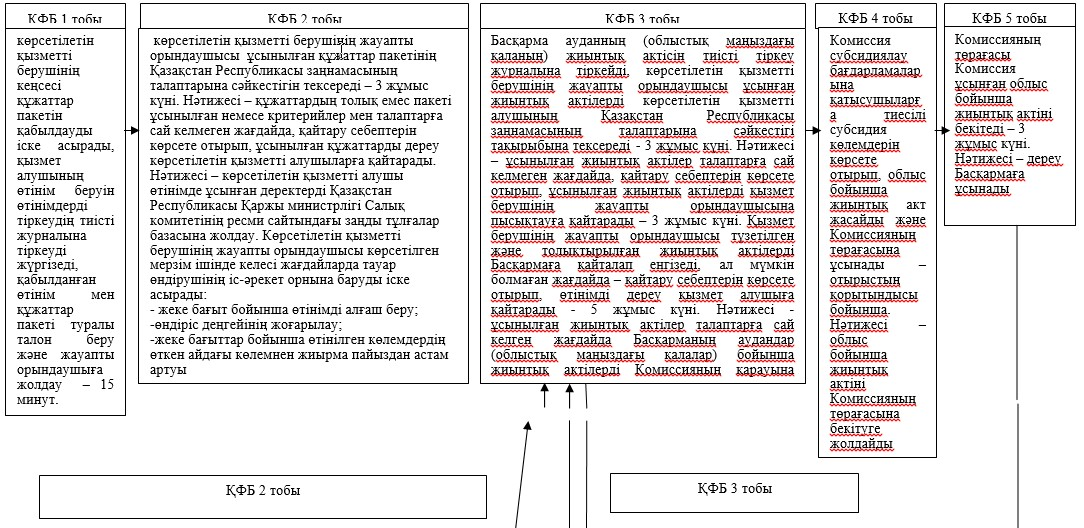 ҚФБ 1 тобы
көрсетілетін
қызметті
берушінің
кеңсесі
құжаттар
пакетін
қабылдауды
іске асырады,
қызмет
алушының
өтінім беруін
өтінімдерді
тіркеудің тиісті
журналына
тіркеуді
жүргізеді,
қабылданған
өтінім мен
құжаттар
пакеті туралы
талон беру
және жауапты
орындаушыға
жолдау – 15
минут.
ҚФБ 2 тобы
көрсетілетін қызметті берушінің жауапты
орындаушысы ұсынылған құжаттар пакетінің
Қазақстан Республикасы заңнамасының
талаптарына сәйкестігін тексереді – 3 жұмыс
күні. Нәтижесі – құжаттардың толық емес пакеті
ұсынылған немесе критерийлер мен талаптарға
сай келмеген жағдайда, қайтару себептерін
көрсете отырып, ұсынылған құжаттарды дереу
көрсетілетін қызметті алушыларға қайтарады.
Нәтижесі – көрсетілетін қызметті алушы
өтінімде ұсынған деректерді Қазақстан
Республикасы Қаржы министрлігі Салық
комитетінің ресми сайтындағы заңды тұлғалар
базасына жолдау. Көрсетілетін қызметті
берушінің жауапты орындаушысы көрсетілген
мерзім ішінде келесі жағдайларда тауар
өндірушінің іс-әрекет орнына баруды іске
асырады:
- жеке бағыт бойынша өтінімді алғаш беру;
-өндіріс деңгейінің жоғарылау;
-жеке бағыттар бойынша өтінілген көлемдердің
өткен айдағы көлемнен жиырма пайыздан астам
артуы
ҚФБ 3 тобы
Басқарма ауданның (облыстық маңыздағы
қаланың) жиынтық актісін тиісті тіркеу
журналына тіркейді, көрсетілетін қызметті
берушінің жауапты орындаушысы ұсынған
жиынтық актілерді көрсетілетін қызметті
алушының Қазақстан Республикасы
заңнамасының талаптарына сәйкестігі
тақырыбына тексереді - 3 жұмыс күні. Нәтижесі
– ұсынылған жиынтық актілер талаптарға сай
келмеген жағдайда, қайтару себептерін көрсете
отырып, ұсынылған жиынтық актілерді қызмет
берушінің жауапты орындаушысына
пысықтауға қайтарады – 3 жұмыс күні. Қызмет
берушінің жауапты орындаушысы түзетілген
және толықтырылған жиынтық актілерді
Басқармаға қайталап енгізеді, ал мүмкін
болмаған жағдайда – қайтару себептерін көрсете
отырып, өтінімді дереу қызмет алушыға
қайтарады - 5 жұмыс күні. Нәтижесі -
ұсынылған жиынтық актілер талаптарға сай
келген жағдайда Басқарманың аудандар
(облыстық маңыздағы қалалар) бойынша
жиынтық актілерді Комиссияның қарауына
ҚФБ 4 тобы
Комиссия
субсидиялау
бағдарламалар
ына
қатысушыларғ
а тиесілі
субсидия
көлемдерін
көрсете
отырып, облыс
бойынша
жиынтық акт
жасайды және
Комиссияның
төрағасына
ұсынады –
отырыстың
қорытындысы
бойынша.
Нәтижесі –
облыс
бойынша
жиынтық
актіні
Комиссияның
төрағасына
бекітуге
жолдайды
ҚФБ 5 тобы
Комиссияның
төрағасы
Комиссия
ұсынған облыс
бойынша
жиынтық актіні
бекітеді – 3
жұмыс күні.
Нәтижесі – дереу
Басқармаға
ұсынады
ҚФБ 2 тобы
ҚФБ 3 тобы